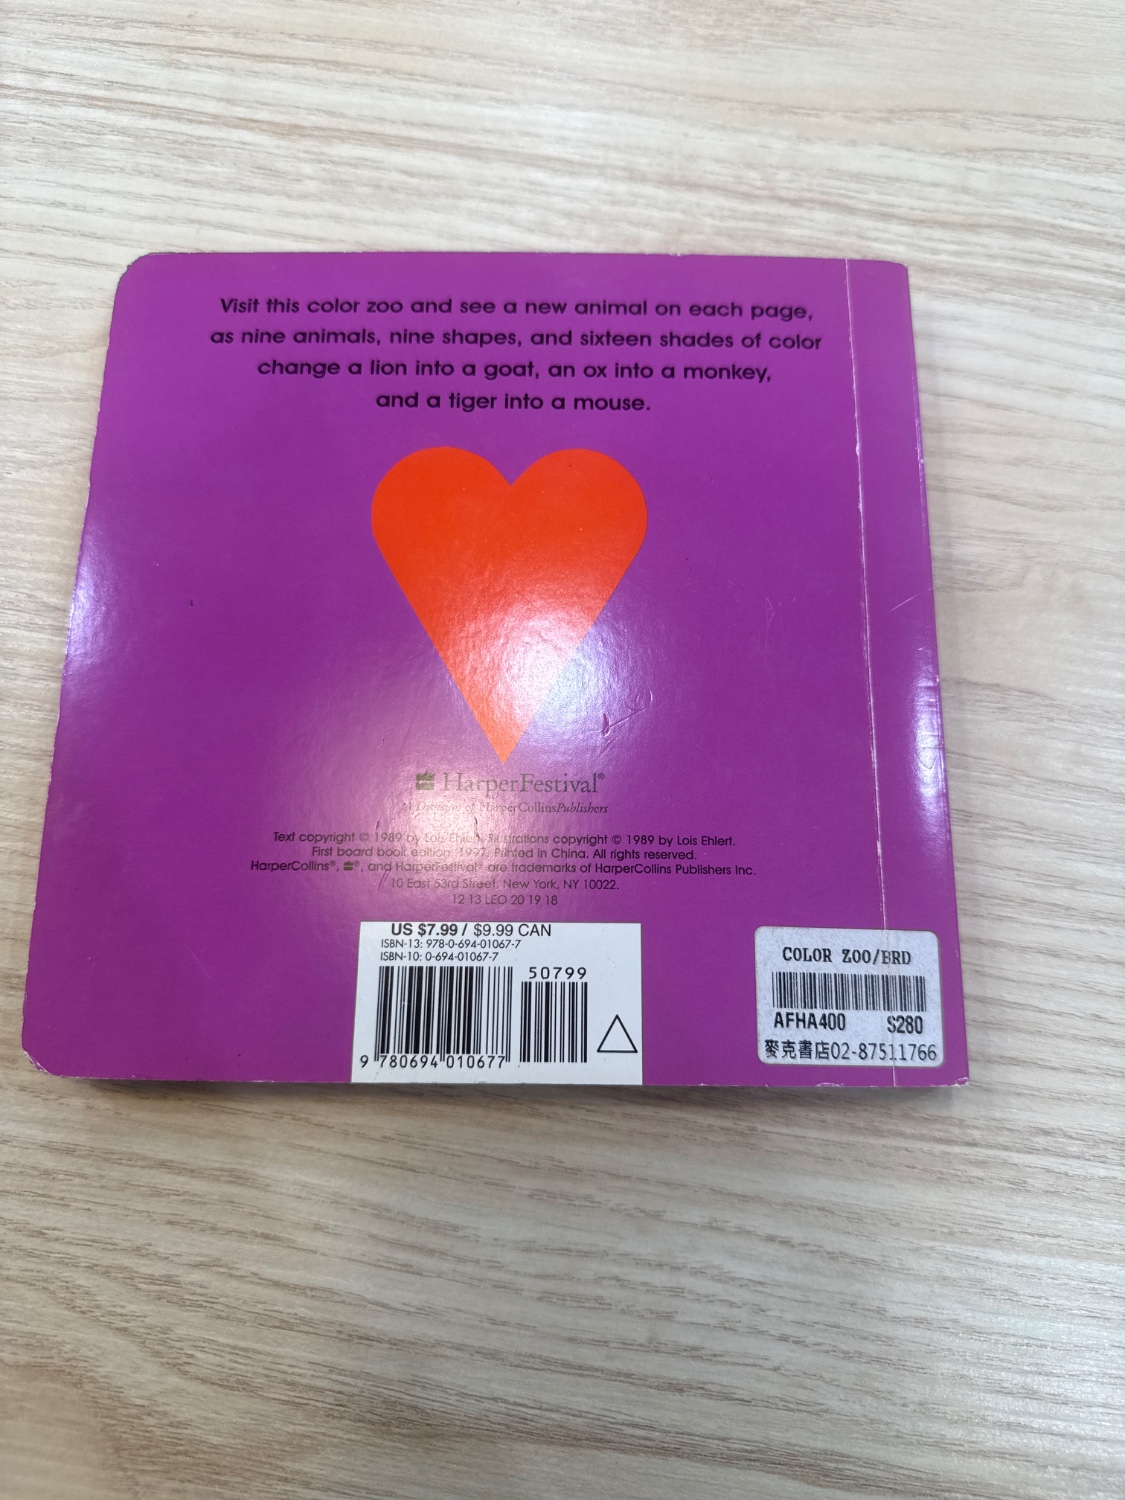 Visit this color zoo and see a new animal on each page,
as nine animals, nine shapes, and sixteen shades of color
change a lion into a goat, an ox into a monkey,
and a tiger into a mouse.
HarperFestival®
A Division of HarperCollinsPublishers
Text copyright © 1989 by Lois Ehlert. Illustrations copyright © 1989 by Lois Ehlert.
First board book edition, 1997. Printed in China. All rights reserved.
HarperCollins®, ®, and HarperFestival® are trademarks of HarperCollins Publishers Inc.
10 East 53rd Street, New York, NY 10022.
12 13 LEO 20 19 18
US $7.99 / $9.99 CAN
ISBN-13: 978-0-694-01067-7
ISBN-10: 0-694-01067-7
50799
9 780694 010677
COLOR ZOO/BRD
AFHA400 $280
麥克書店02-87511766